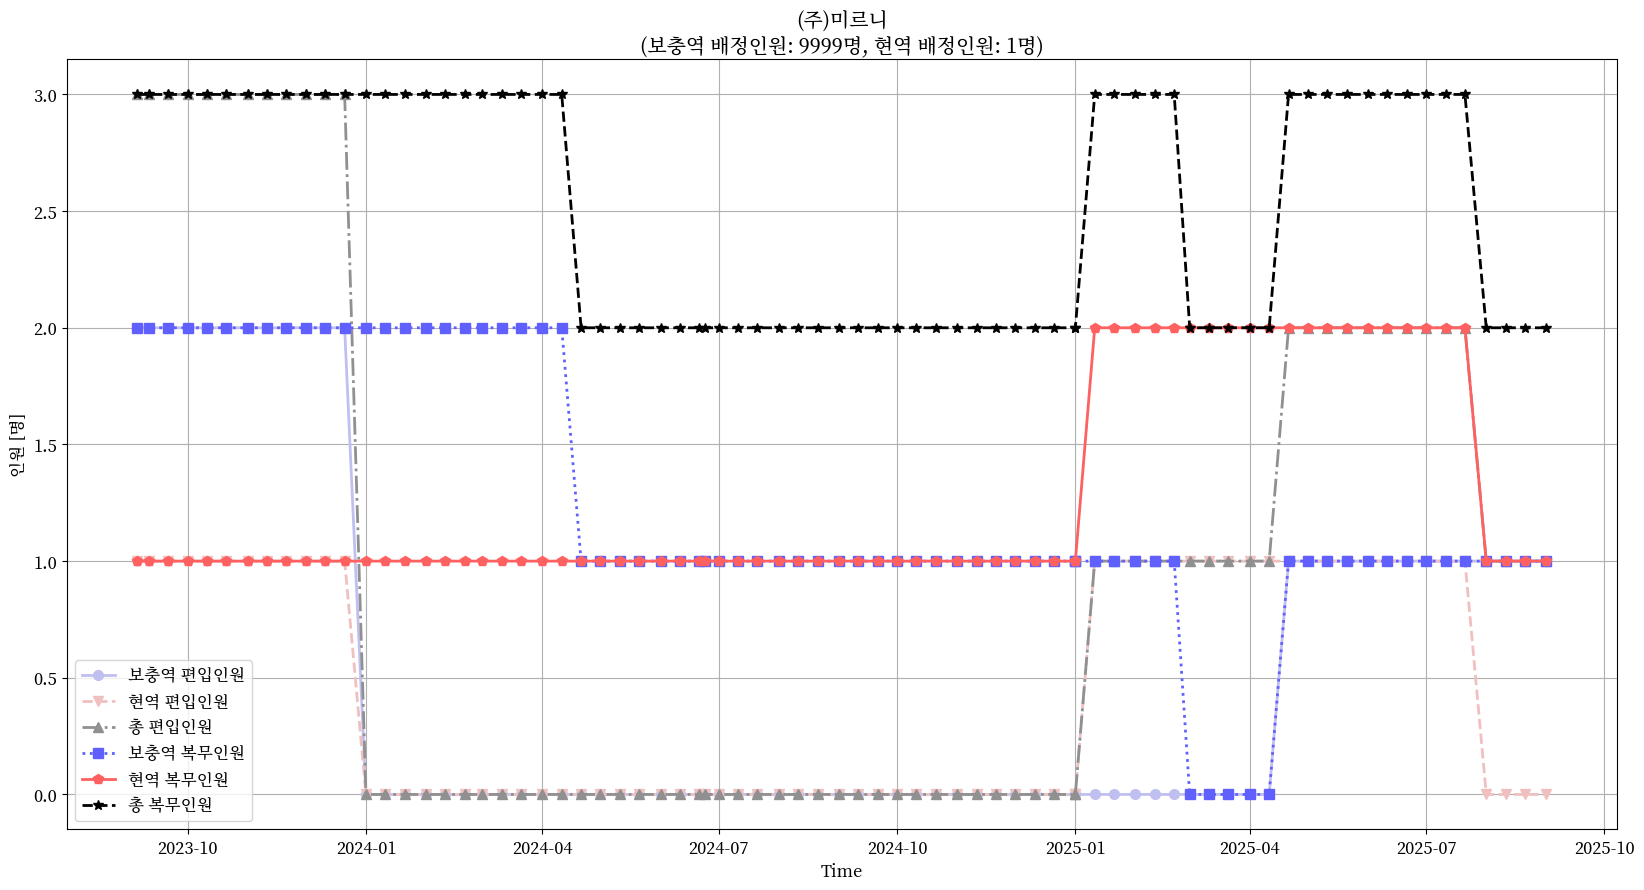 (주)미르니
(보충역 배정인원: 9999명, 현역 배정인원: 1명)
인원 [명]
3.0
2.5
2.0
1.5
1.0
0.5
0.0
보충역 편입인원
현역 편입인원
총 편입인원
보충역 복무인원
현역 복무인원
총 복무인원
2023-10 2024-01 2024-04 2024-07 2024-10 2025-01 2025-04 2025-07 2025-10
Time